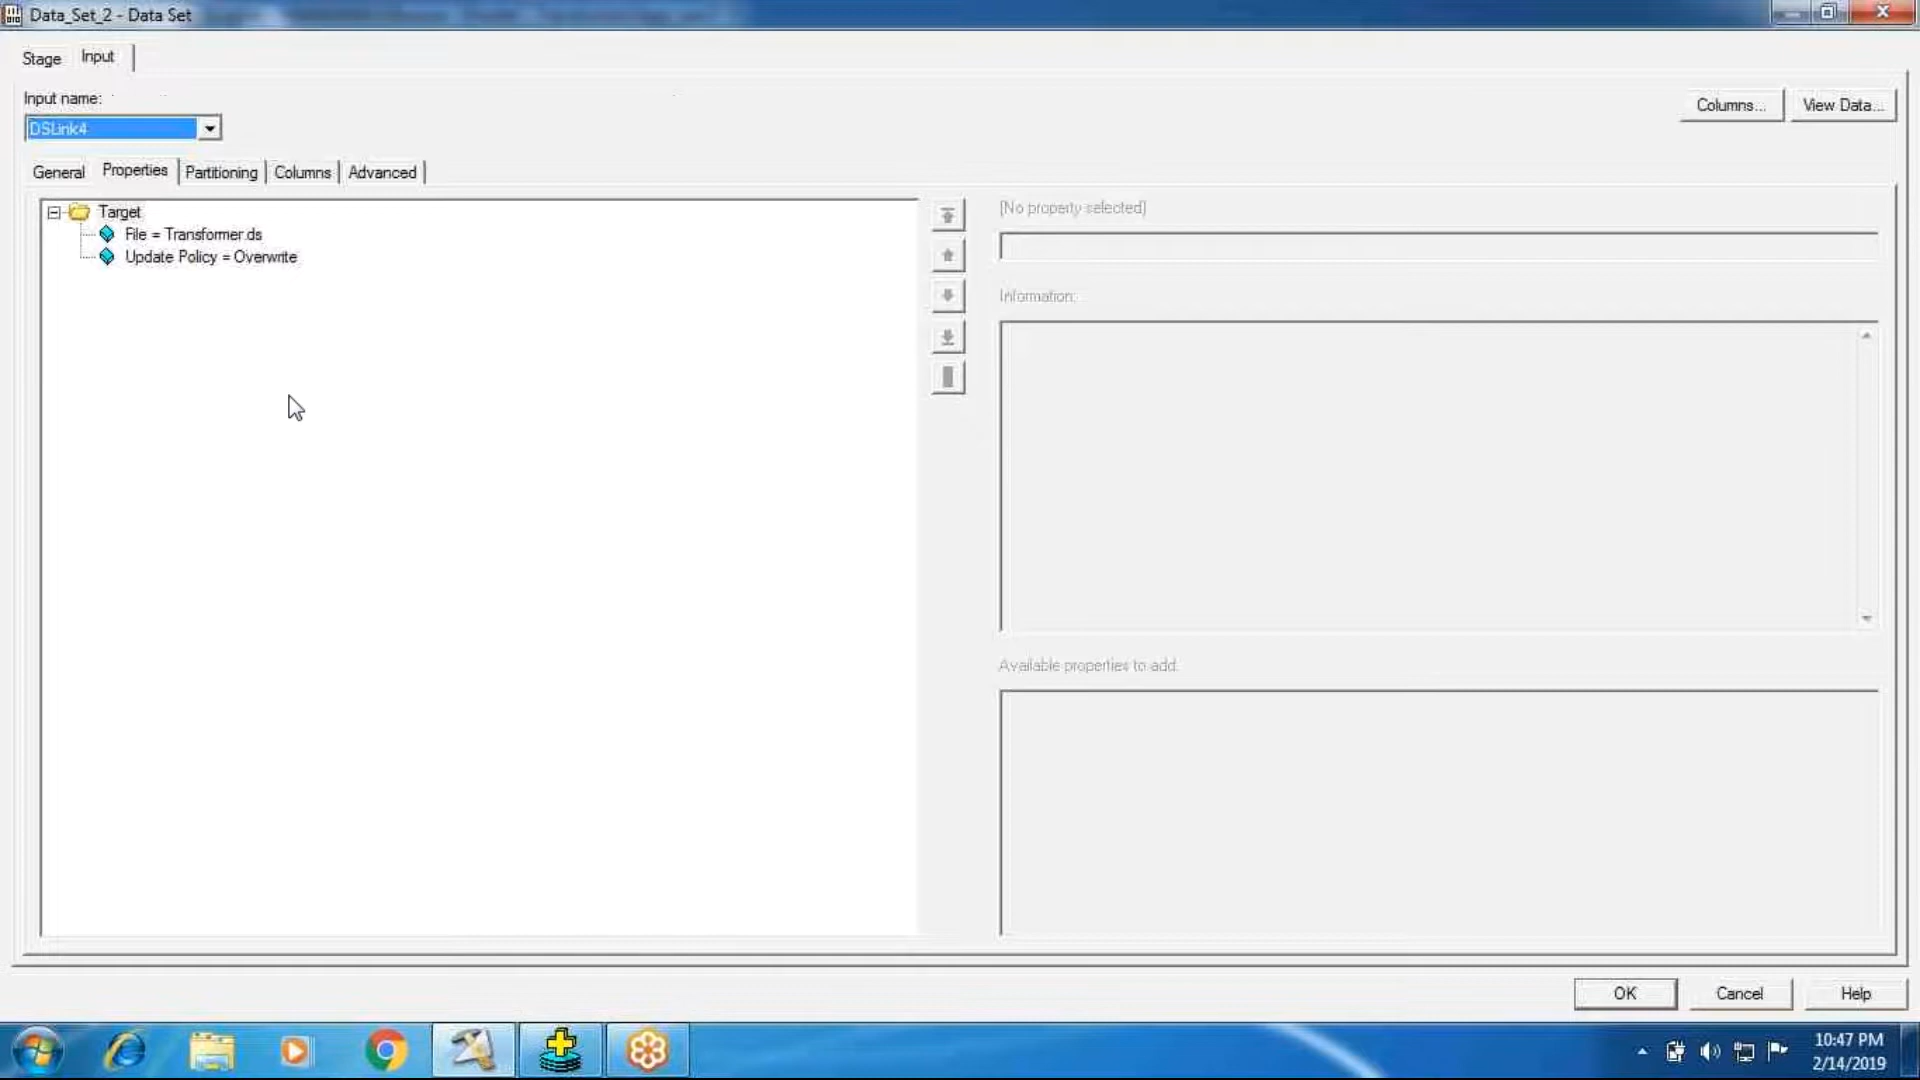 Data_Set_2 - Data Set
Stage Input
Input name:
DSLink4
Columns... View Data...
General Properties Partitioning Columns Advanced
Target
File = Transformer.ds
Update Policy = Overwrite
[No property selected]
Information:
Available properties to add:
OK Cancel Help
10:47 PM
2/14/2019